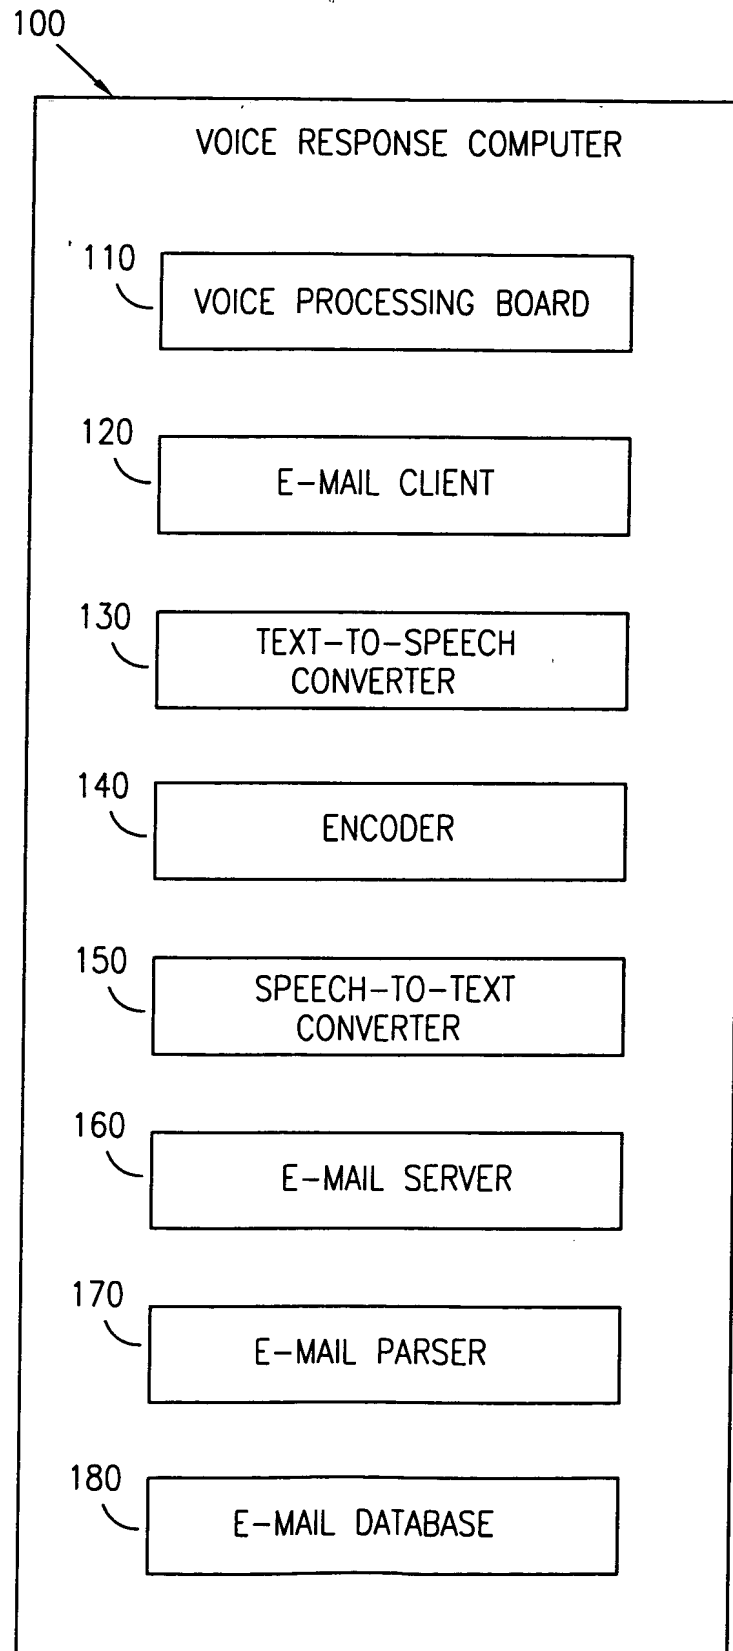 100
VOICE RESPONSE COMPUTER
110
VOICE PROCESSING BOARD
120
E-MAIL CLIENT
130
TEXT-TO-SPEECH
CONVERTER
140
ENCODER
150
SPEECH-TO-TEXT
CONVERTER
160
E-MAIL SERVER
170
E-MAIL PARSER
180
E-MAIL DATABASE